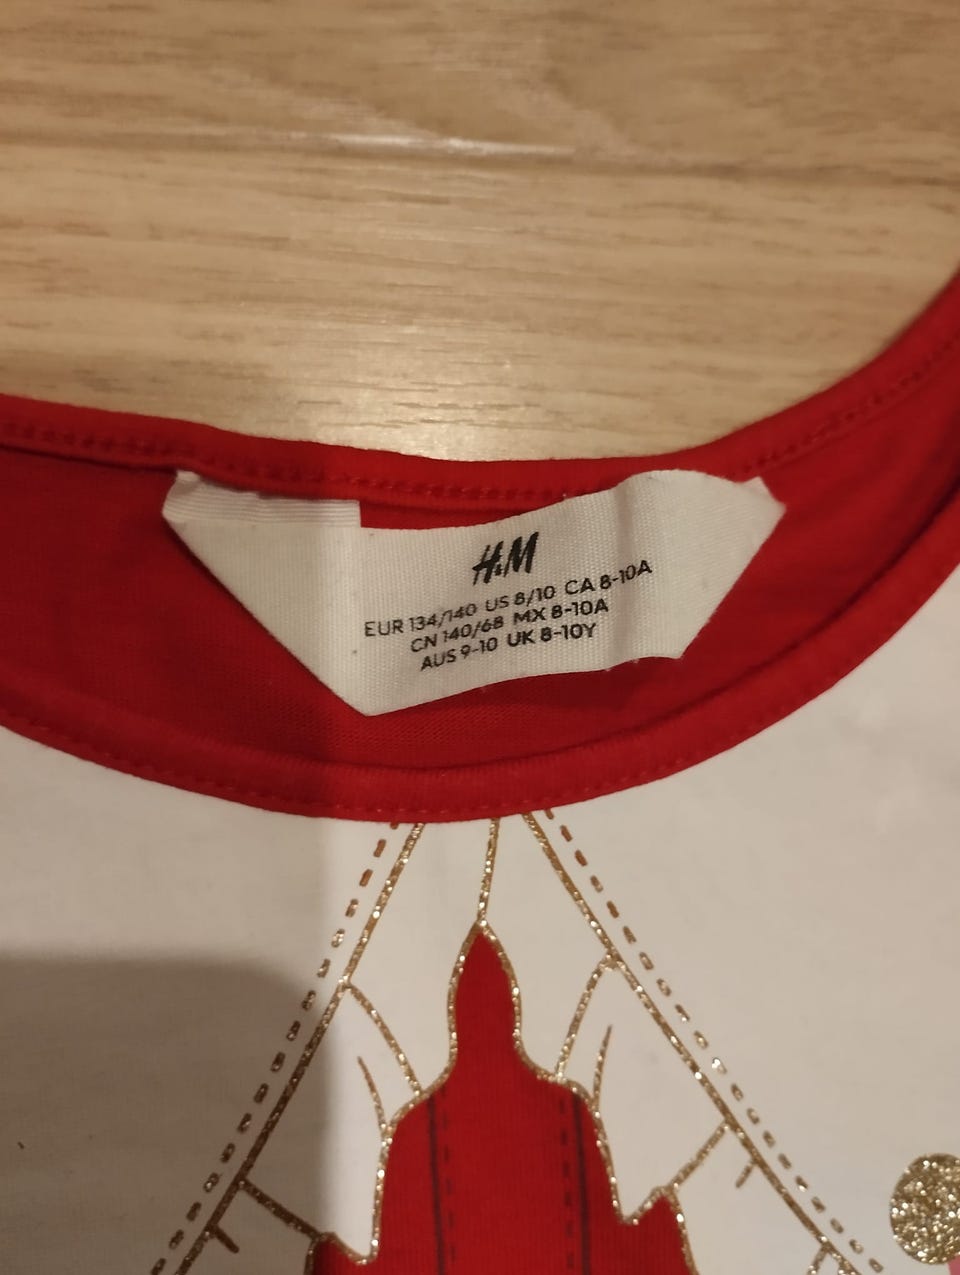 H&M
EUR 134/140 US 8/10 CA 8-10A
CN 140/68 MX 8-10A
AUS 9-10 UK 8-10Y